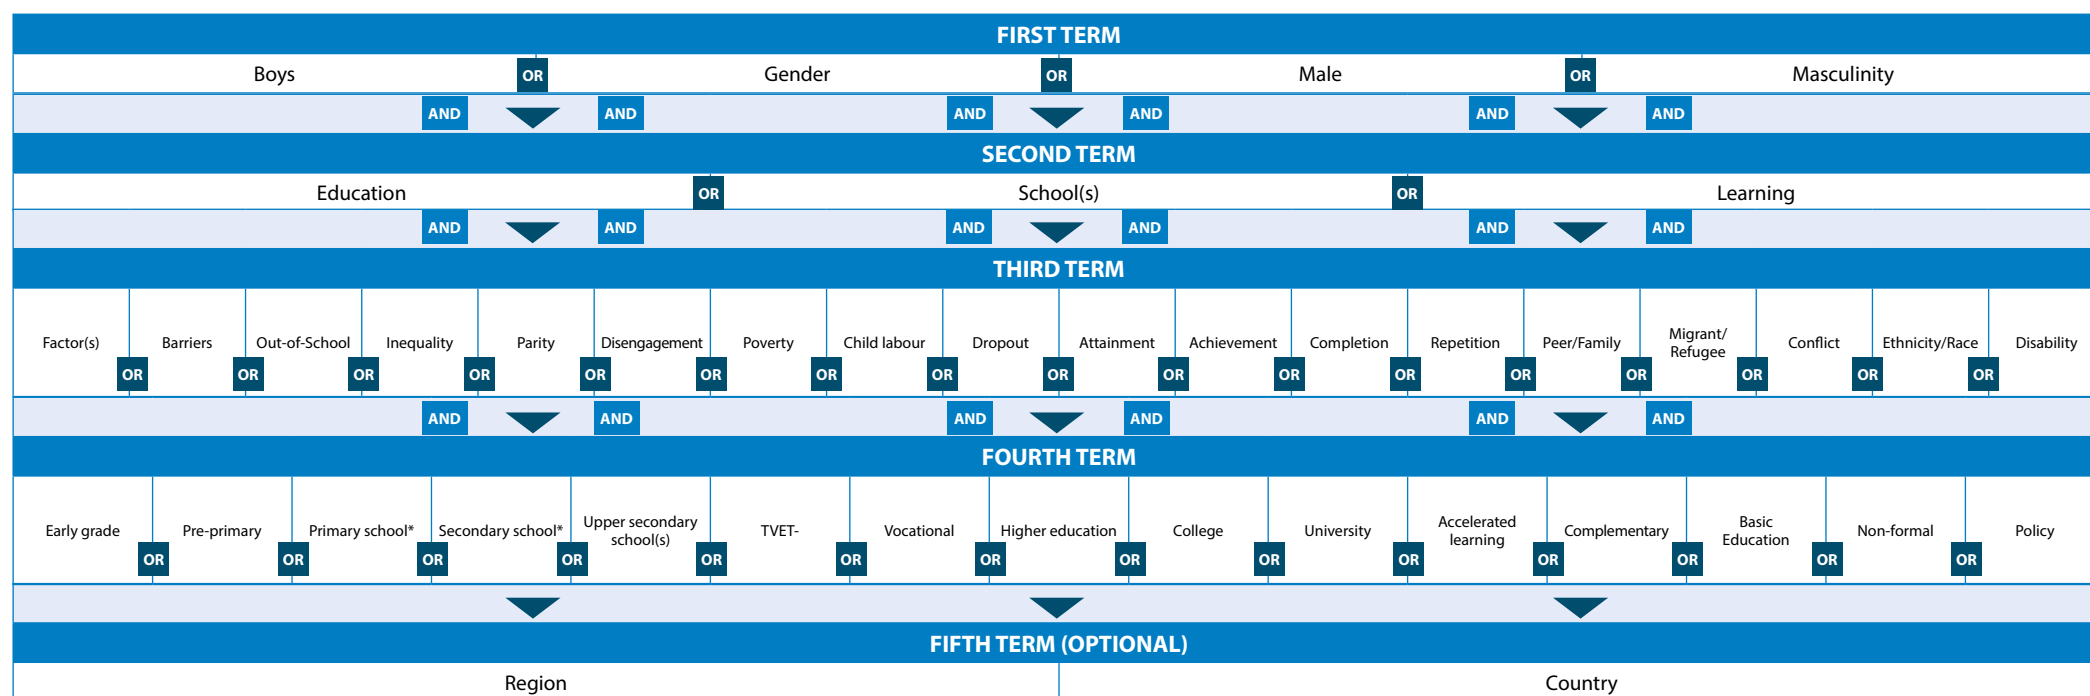 FIRST TERM
Boys OR Gender OR Male OR Masculinity
AND AND AND AND AND AND
SECOND TERM
Education OR School(s) OR Learning
AND AND AND AND AND AND
THIRD TERM
Factor(s) OR Barriers OR Out-of-School OR Inequality OR Parity OR Disengagement OR Poverty OR Child labour OR Dropout OR Attainment OR Achievement OR Completion OR Repetition OR Peer/Family OR Migrant/
Refugee OR Conflict OR Ethnicity/Race OR Disability
AND AND AND AND AND AND
FOURTH TERM
Early grade OR Pre-primary OR Primary school* OR Secondary school* OR Upper secondary
school(s) OR TVET- OR Vocational OR Higher education OR College OR University OR Accelerated
learning OR Complementary OR Basic
Education OR Non-formal OR Policy
FIFTH TERM (OPTIONAL)
Region Country